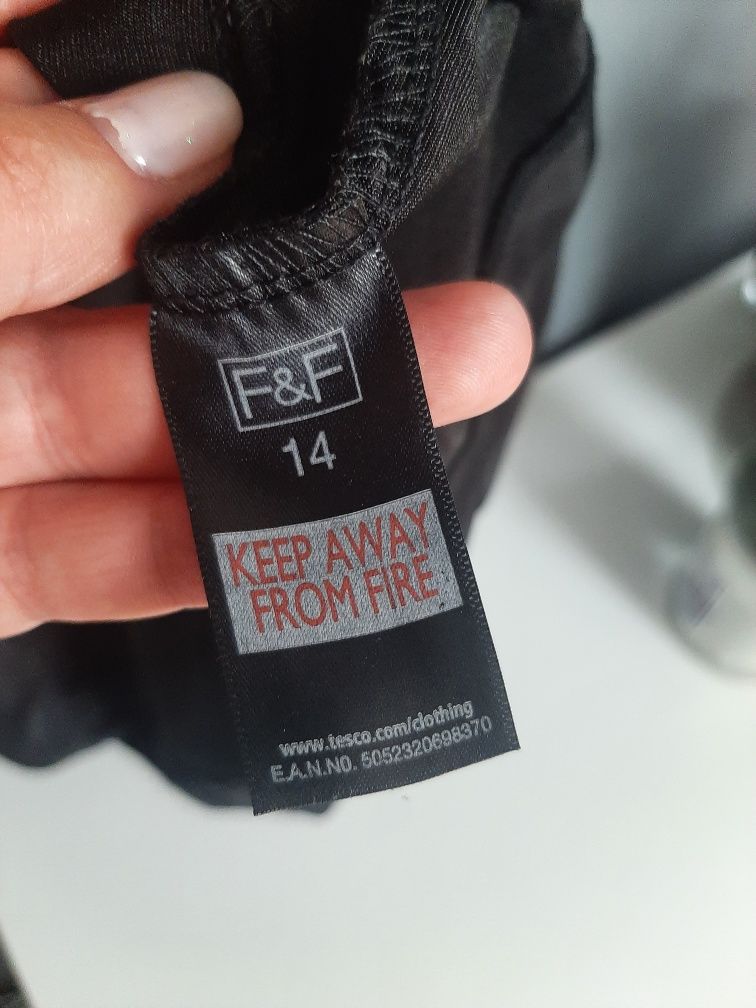 F&F
14
KEEP AWAY
FROM FIRE
www.tesco.com/clothing
E.A.N.NO. 5052320698370